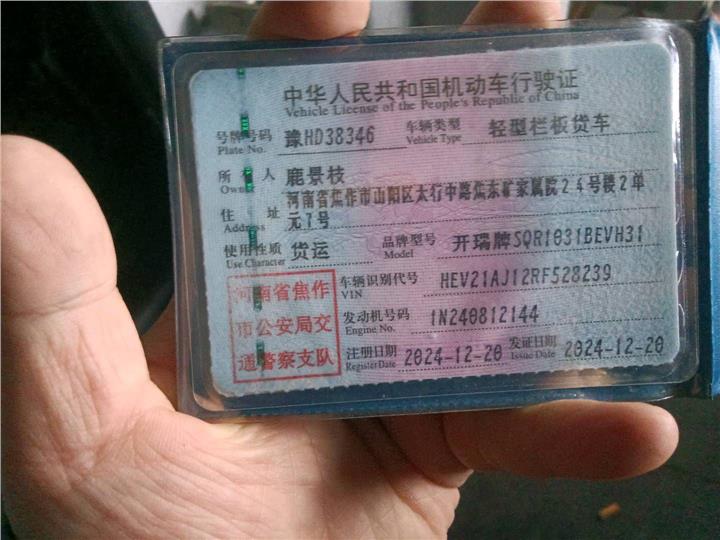 中华人民共和国机动车行驶证
Vehicle License of the People's Republic of China
号牌号码 豫HD38346 车辆类型 轻型栏板货车
Plate No. Vehicle Type
所有人 鹿景枝
Owner
住址 河南省焦作市山阳区太行中路焦东矿家属院24号楼2单
Address 元7号
使用性质 货运 品牌型号 开瑞牌SQR1031BEVH31
Use Character Model
河南省焦作
市公安局交
通警察支队
车辆识别代号 HEV21AJ12RF528239
VIN
发动机号码 1N240812144
Engine No.
注册日期 2024-12-20 发证日期 2024-12-20
Register Date Issue Date